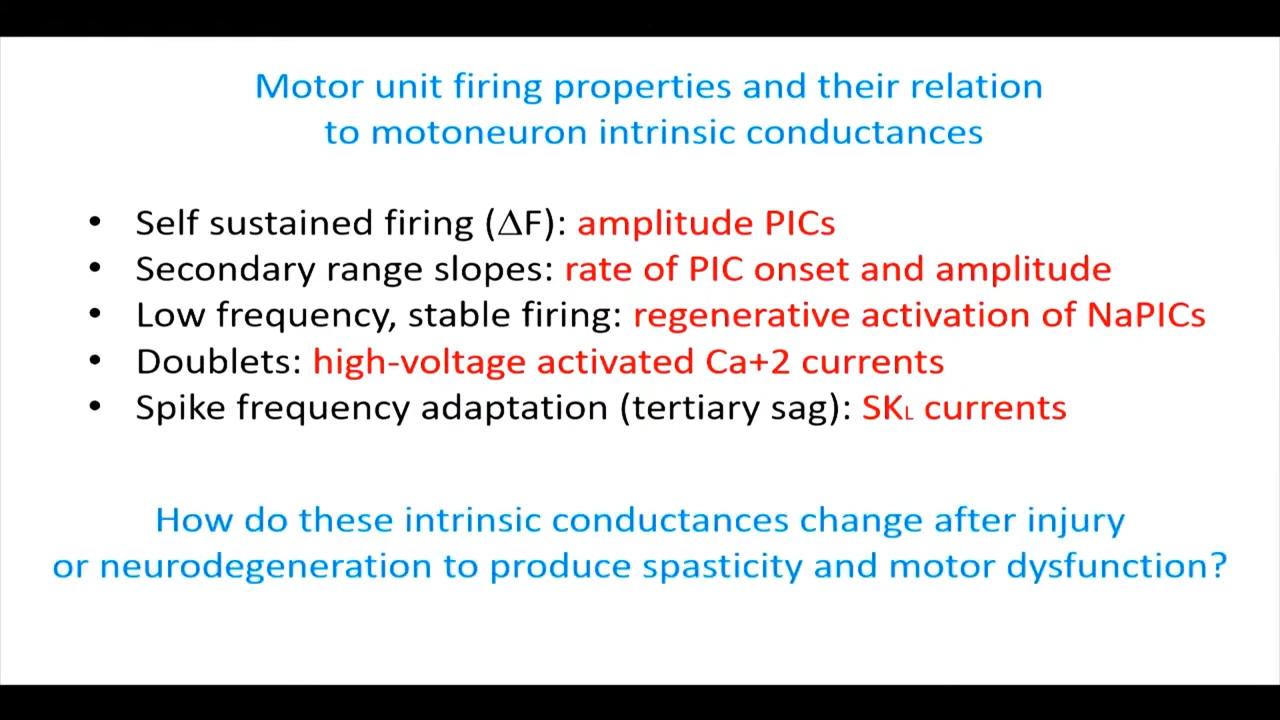 Motor unit firing properties and their relation
to motoneuron intrinsic conductances
• Self sustained firing (ΔF): amplitude PICs
• Secondary range slopes: rate of PIC onset and amplitude
• Low frequency, stable firing: regenerative activation of NaPICs
• Doublets: high-voltage activated Ca+2 currents
• Spike frequency adaptation (tertiary sag): SKL currents
How do these intrinsic conductances change after injury
or neurodegeneration to produce spasticity and motor dysfunction?